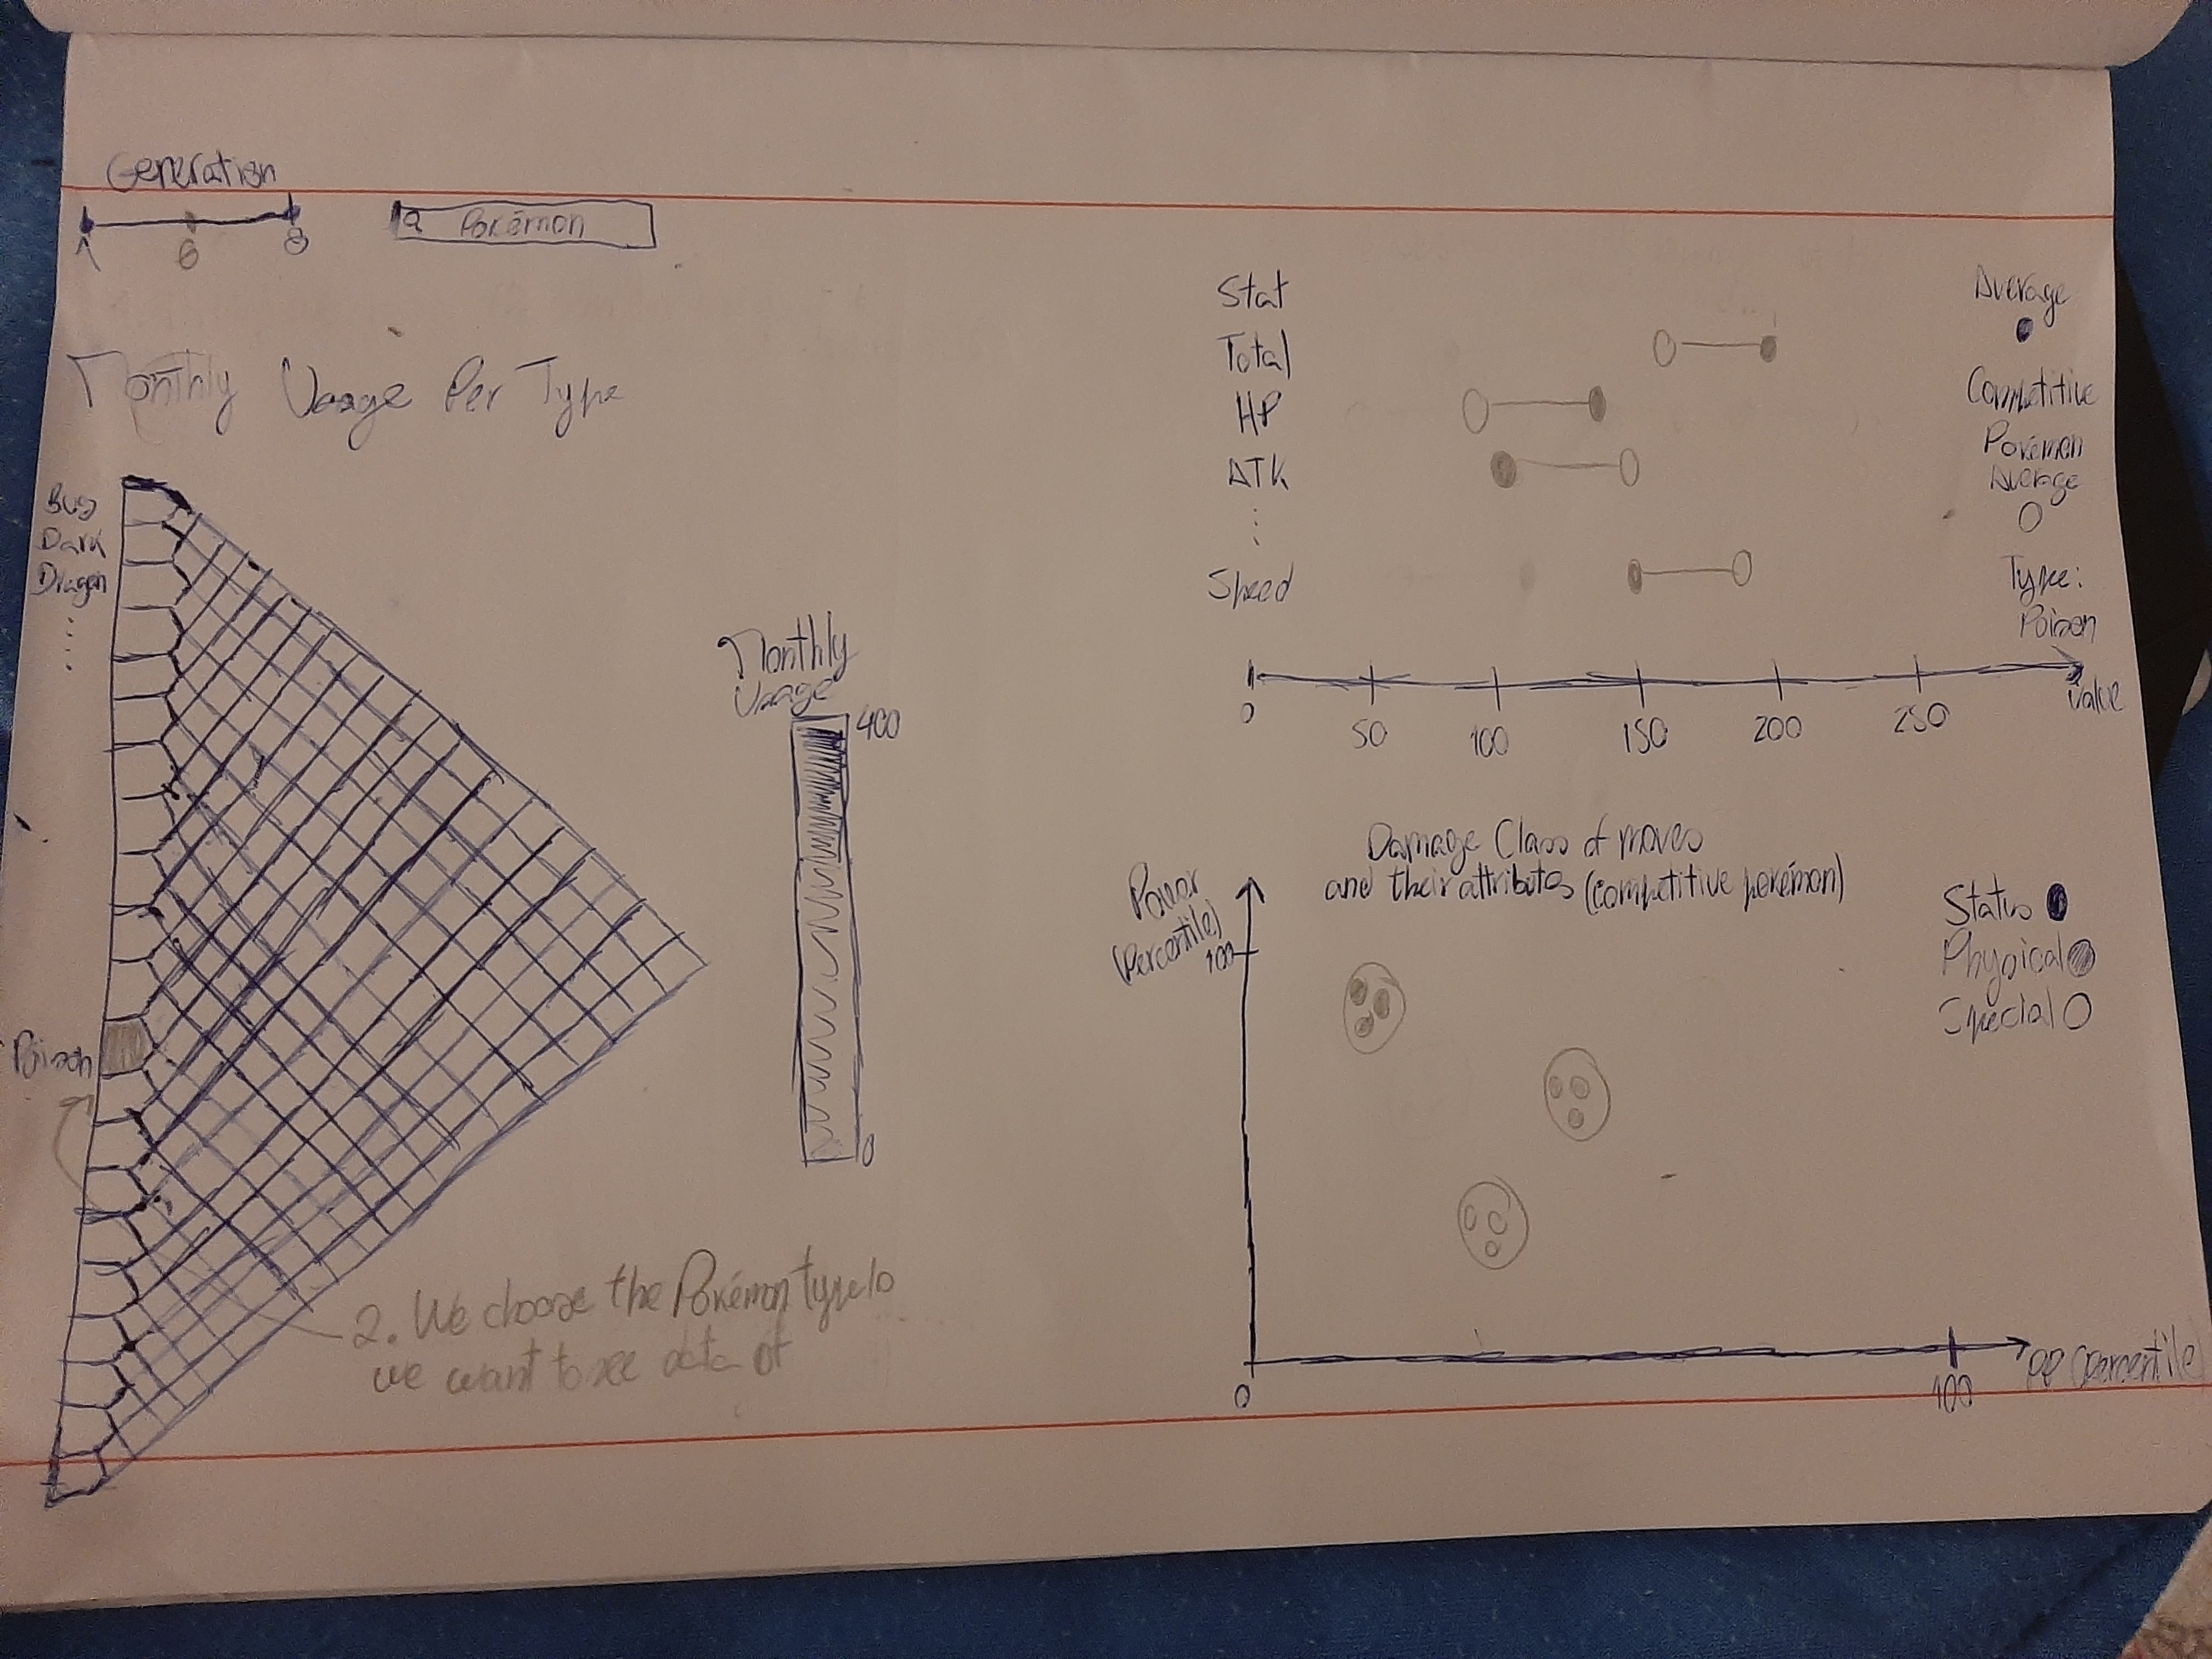 Generation
1
6
8
Pokémon
Monthly Usage Per Type
Bug
Dark
Dragon
....
Poison
2. We choose the Pokémon type to
we want to see data of
Monthly
Usage
400
0
Stat
Total
HP
ATK
...
Speed
0
50
100
150
200
250
Value
Average
Competitive
Pokémon
Average
Type:
Poison
Damage Class of moves
and their attributes (competitive pokémon)
Power
(Percentile)
100
0
100
PP (percentile)
Status
Physical
Special